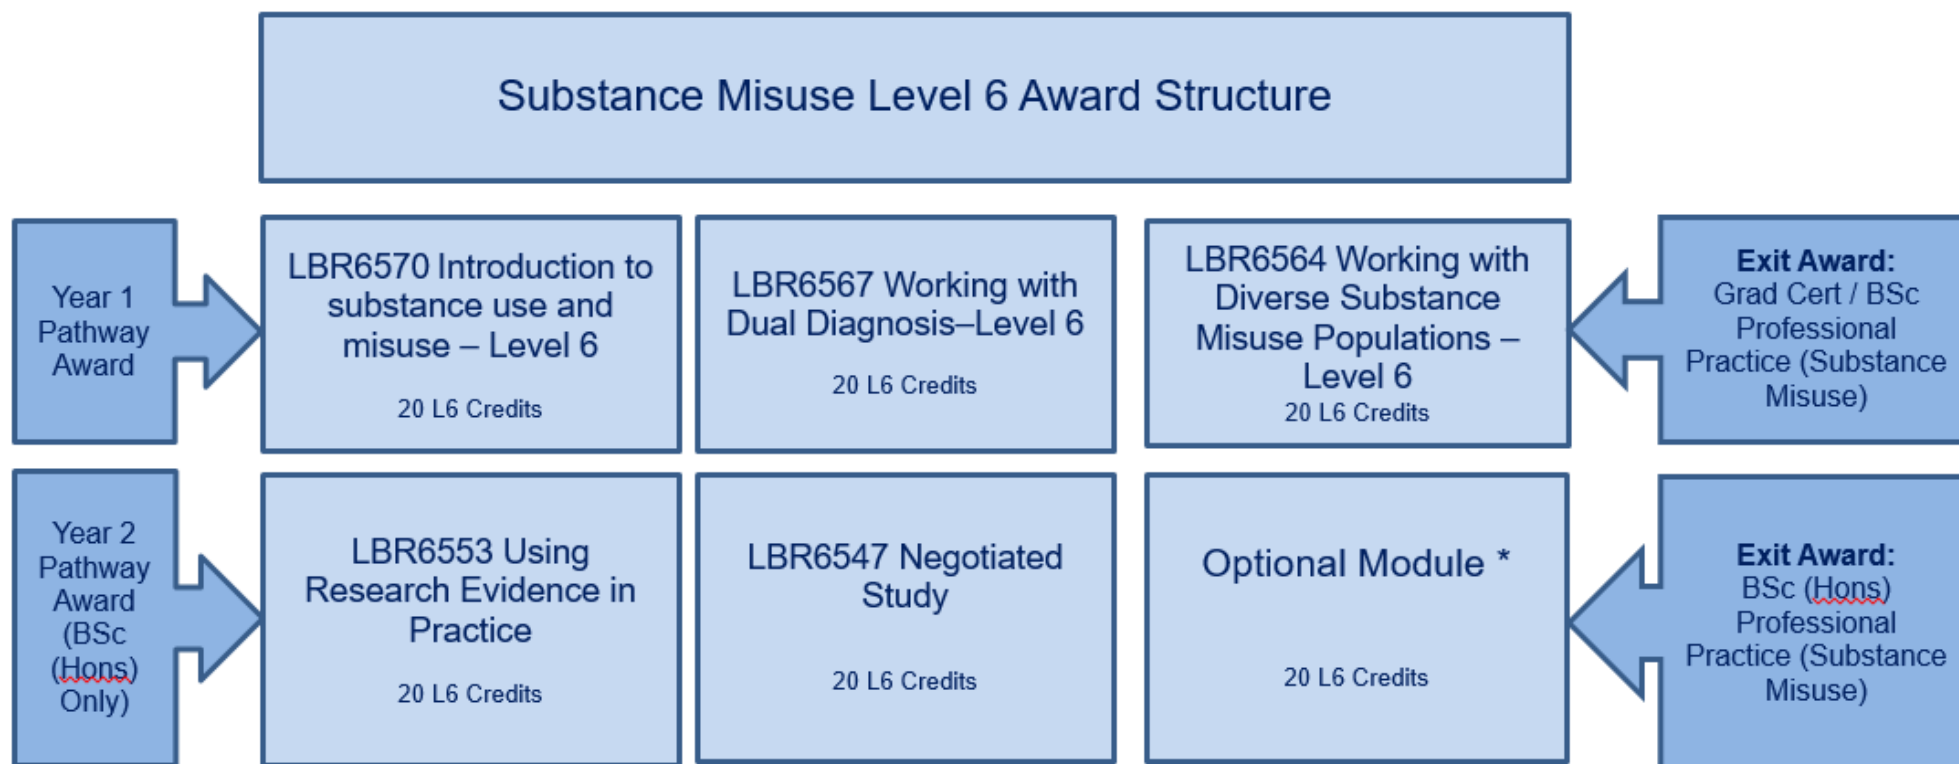 Substance Misuse Level 6 Award Structure
Year 1
Pathway
Award
LBR6570 Introduction to
substance use and
misuse – Level 6
20 L6 Credits
LBR6567 Working with
Dual Diagnosis–Level 6
20 L6 Credits
LBR6564 Working with
Diverse Substance
Misuse Populations –
Level 6
20 L6 Credits
Exit Award:
Grad Cert / BSc
Professional
Practice (Substance
Misuse)
Year 2
Pathway
Award
(BSc
(Hons)
Only)
LBR6553 Using
Research Evidence in
Practice
20 L6 Credits
LBR6547 Negotiated
Study
20 L6 Credits
Optional Module *
20 L6 Credits
Exit Award:
BSc (Hons)
Professional
Practice (Substance
Misuse)